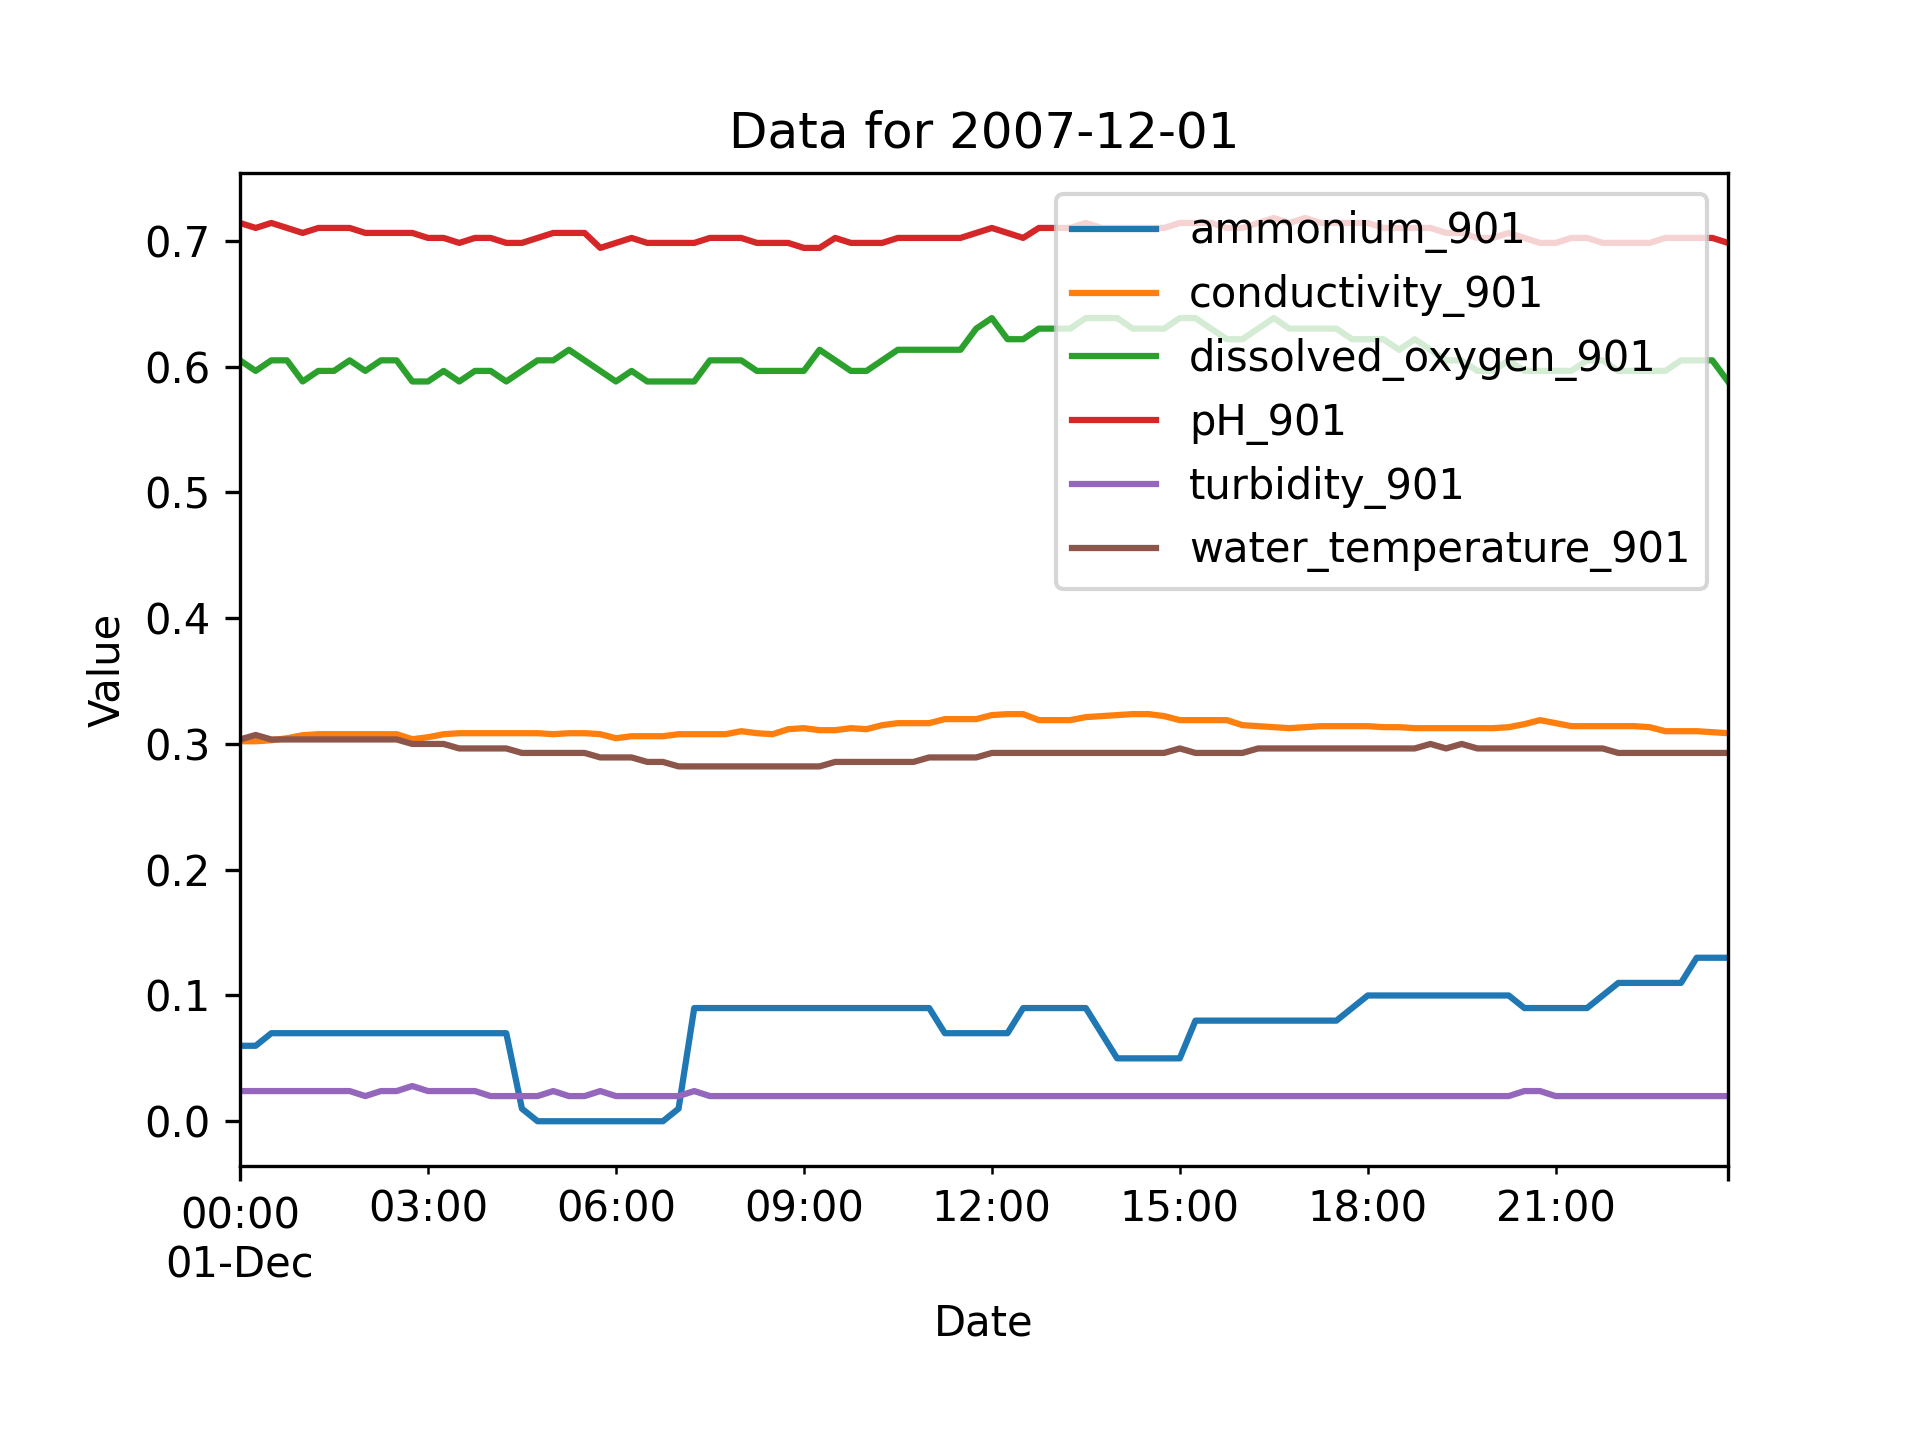 Data for 2007-12-01
ammonium_901
conductivity_901
dissolved_oxygen_901
pH_901
turbidity_901
water_temperature_901
Value
0.7
0.6
0.5
0.4
0.3
0.2
0.1
0.0
00:00 03:00 06:00 09:00 12:00 15:00 18:00 21:00
01-Dec
Date